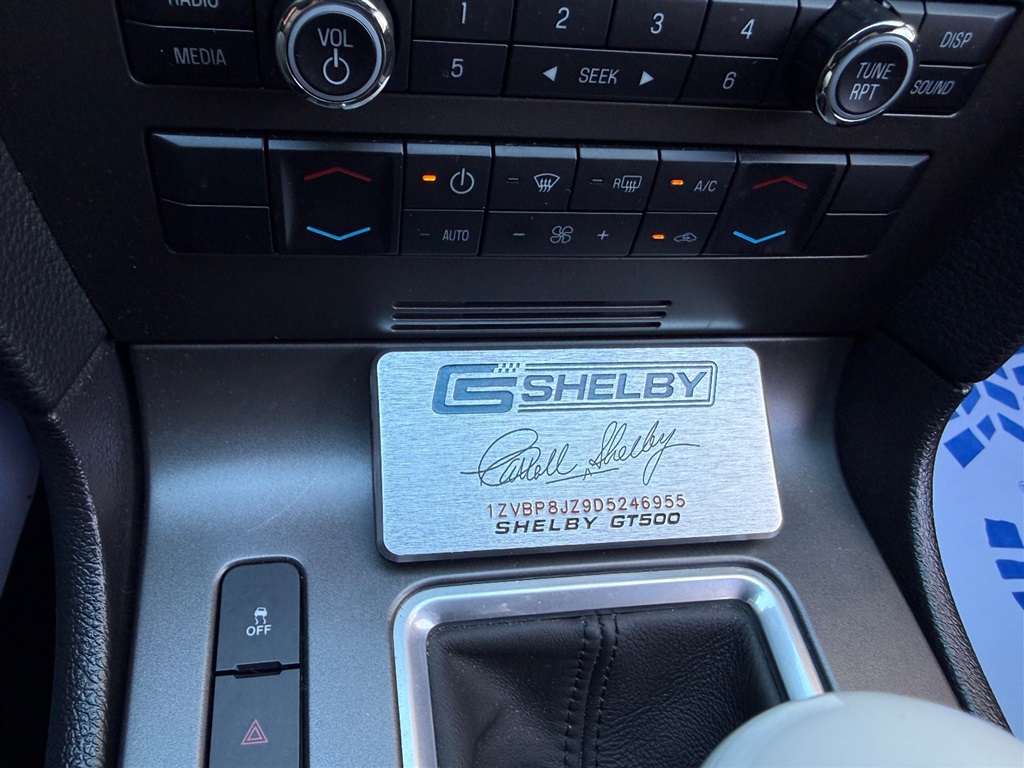 RADIO
MEDIA
VOL
1
2
3
4
5
SEEK
6
TUNE
RPT
DISP
SOUND
R
A/C
AUTO
- +
GS SHELBY
Carroll Shelby
1ZVBP8JZ9D5246955
SHELBY GT500
OFF